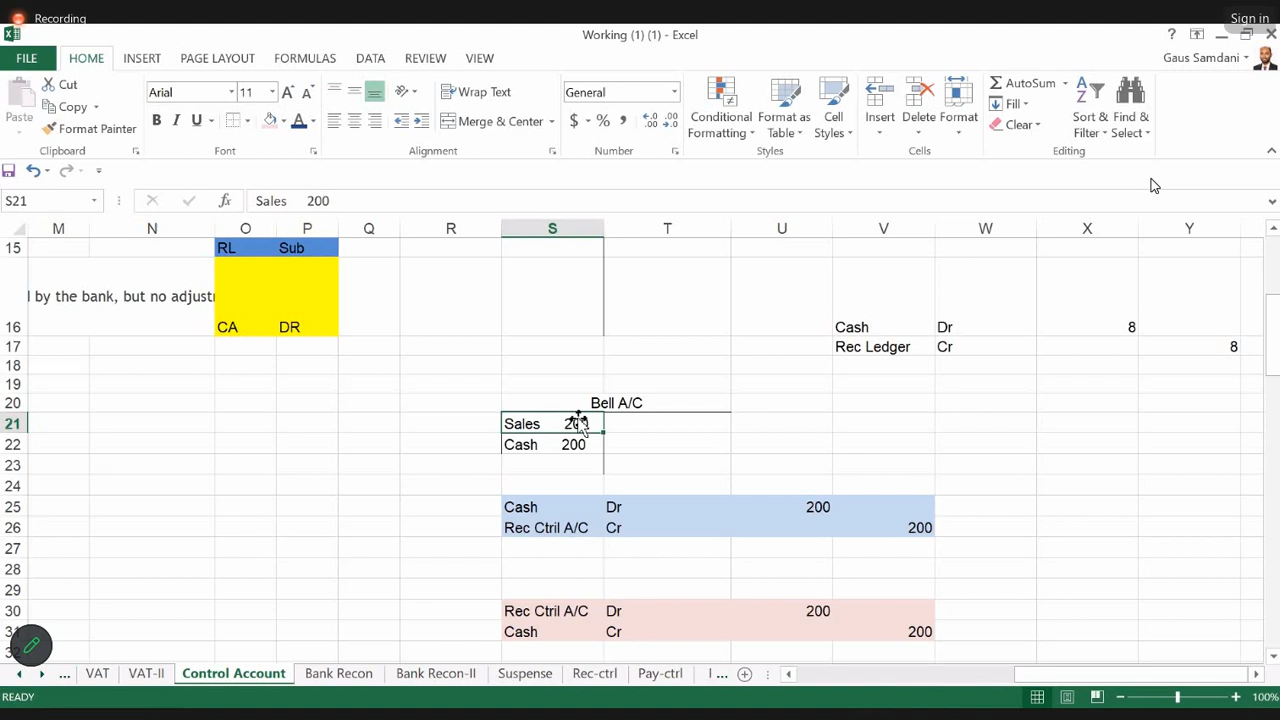 Recording
Sign in
Working (1) (1) - Excel
FILE HOME INSERT PAGE LAYOUT FORMULAS DATA REVIEW VIEW
Gaus Samdani
Paste
Cut
Copy
Format Painter
Clipboard
Arial 11
B I U A
Font
Wrap Text
Merge & Center
Alignment
General
$ % ,
Number
Conditional Formatting
Format as Table
Cell Styles
Styles
Insert
Delete
Format
Cells
AutoSum
Fill
Clear
Sort & Filter
Find & Select
Editing
S21
fx
Sales 200
M N O P Q R S T U V W X Y
15 RL Sub
by the bank, but no adjustr
16 CA DR Cash Dr 8
17 Rec Ledger Cr 8
18
19
20 Bell A/C
21 Sales
22 Cash 200
23
24
25 Cash Dr 200
26 Rec Ctril A/C Cr 200
27
28
29
30 Rec Ctril A/C Dr 200
31 Cash Cr 200
... VAT VAT-II Control Account Bank Recon Bank Recon-II Suspense Rec-ctrl Pay-ctrl I ...
READY
100%